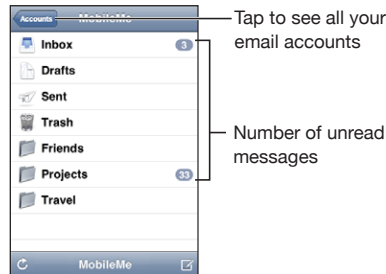 Accounts MobileMe
Tap to see all your
email accounts
Inbox 3
Drafts
Sent
Trash
Friends
Number of unread
messages
Projects 33
Travel
MobileMe